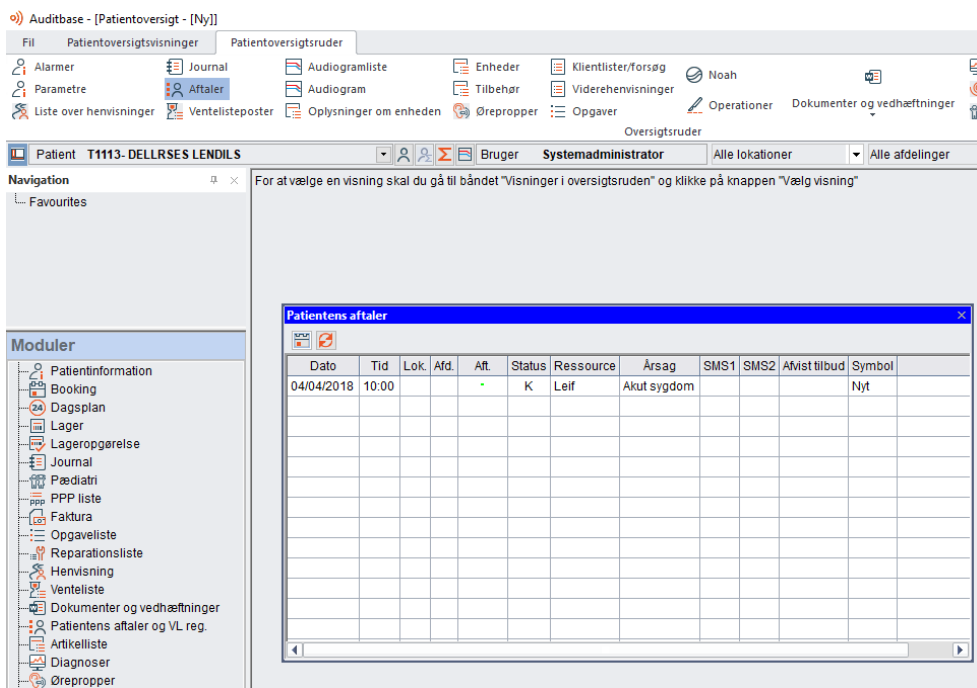 Auditbase - [Patientoversigt - [Ny]]
Fil Patientoversigtsvisninger Patientoversigtsruder
Alarmer Journal Audiogramliste Enheder Klientlister/forsøg Noah
Parametre Aftaler Audiogram Tilbehør Viderehenvisninger Operationer Dokumenter og vedhæftninger
Liste over henvisninger Ventelisteposter Oplysninger om enheden Ørepropper Opgaver
Oversigtsruder
Patient T1113- DELLRSES LENDILS Bruger Systemadministrator Alle lokationer Alle afdelinger
Navigation
Favourites
For at vælge en visning skal du gå til båndet "Visninger i oversigtsruden" og klikke på knappen "Vælg visning"
Patientens aftaler
Dato Tid Lok. Afd. Aft. Status Ressource Årsag SMS1 SMS2 Afvist tilbud Symbol
04/04/2018 10:00 K Leif Akut sygdom Nyt
Moduler
Patientinformation
Booking
24 Dagsplan
Lager
Lageropgørelse
Journal
Pædiatri
PPP PPP liste
Faktura
Opgaveliste
Reparationsliste
Henvisning
Venteliste
Dokumenter og vedhæftninger
Patientens aftaler og VL reg.
Artikelliste
Diagnoser
Ørepropper